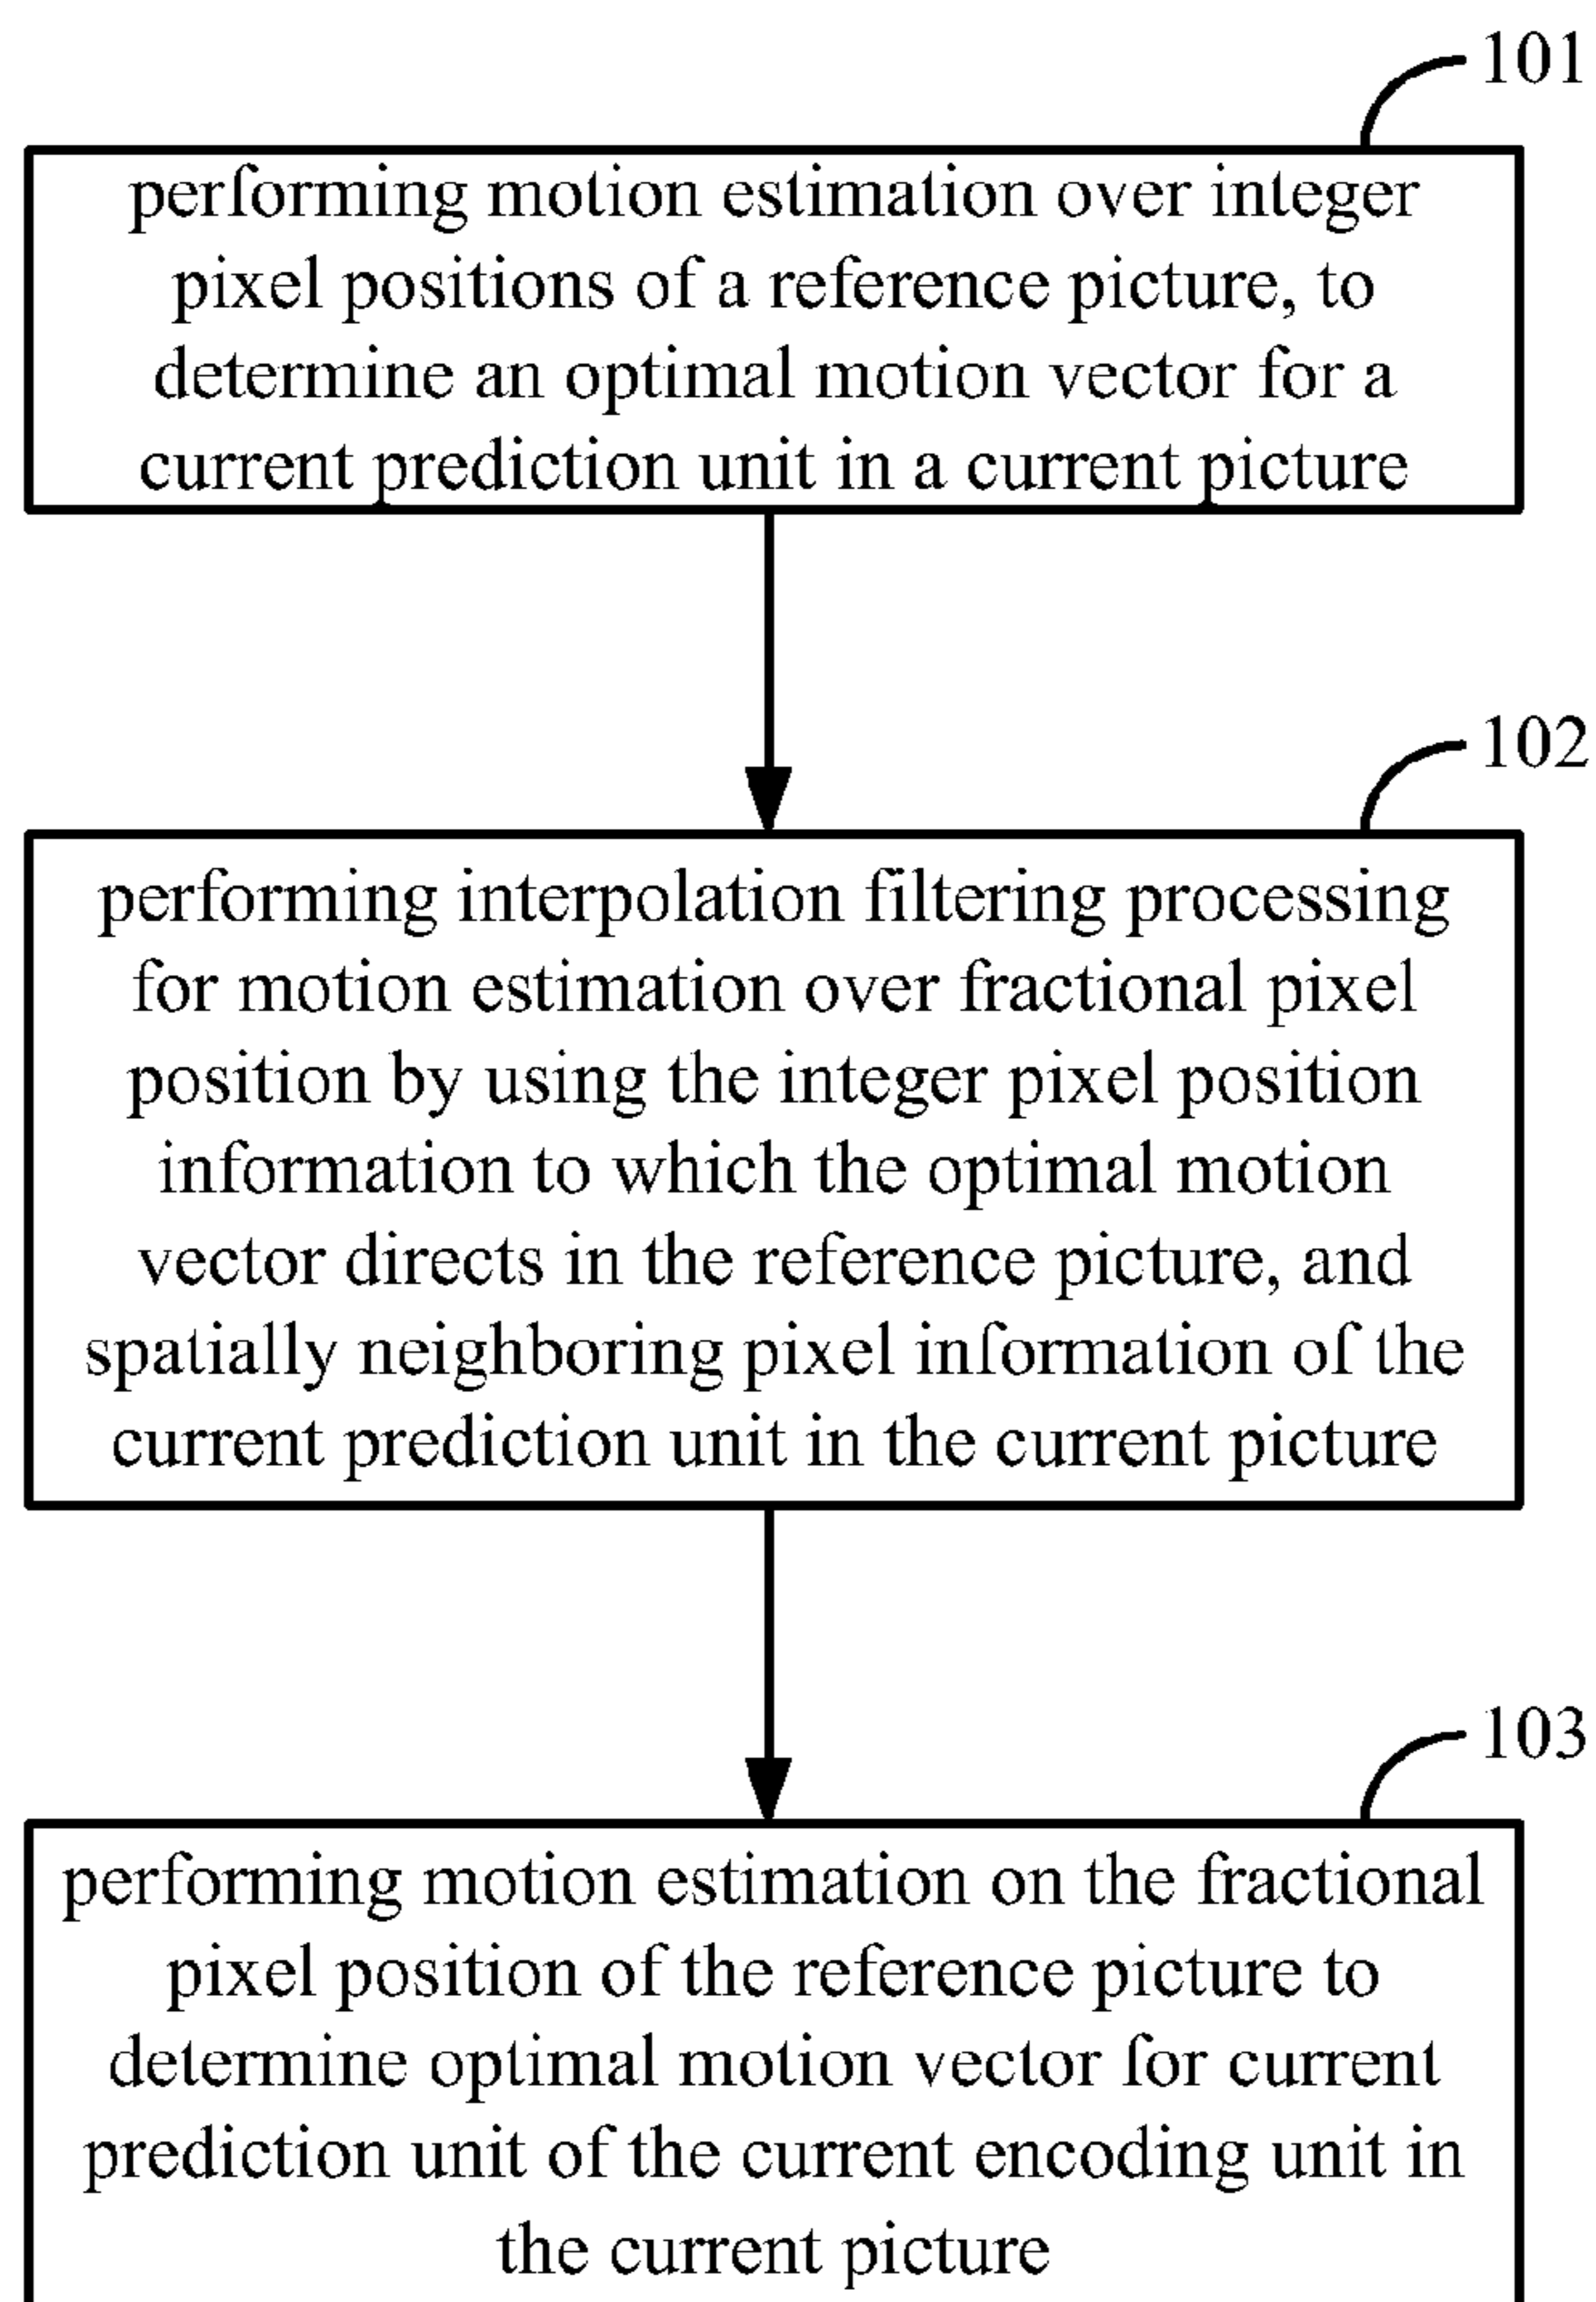 101
performing motion estimation over integer
pixel positions of a reference picture, to
determine an optimal motion vector for a
current prediction unit in a current picture
102
performing interpolation filtering processing
for motion estimation over fractional pixel
position by using the integer pixel position
information to which the optimal motion
vector directs in the reference picture, and
spatially neighboring pixel information of the
current prediction unit in the current picture
103
performing motion estimation on the fractional
pixel position of the reference picture to
determine optimal motion vector for current
prediction unit of the current encoding unit in
the current picture